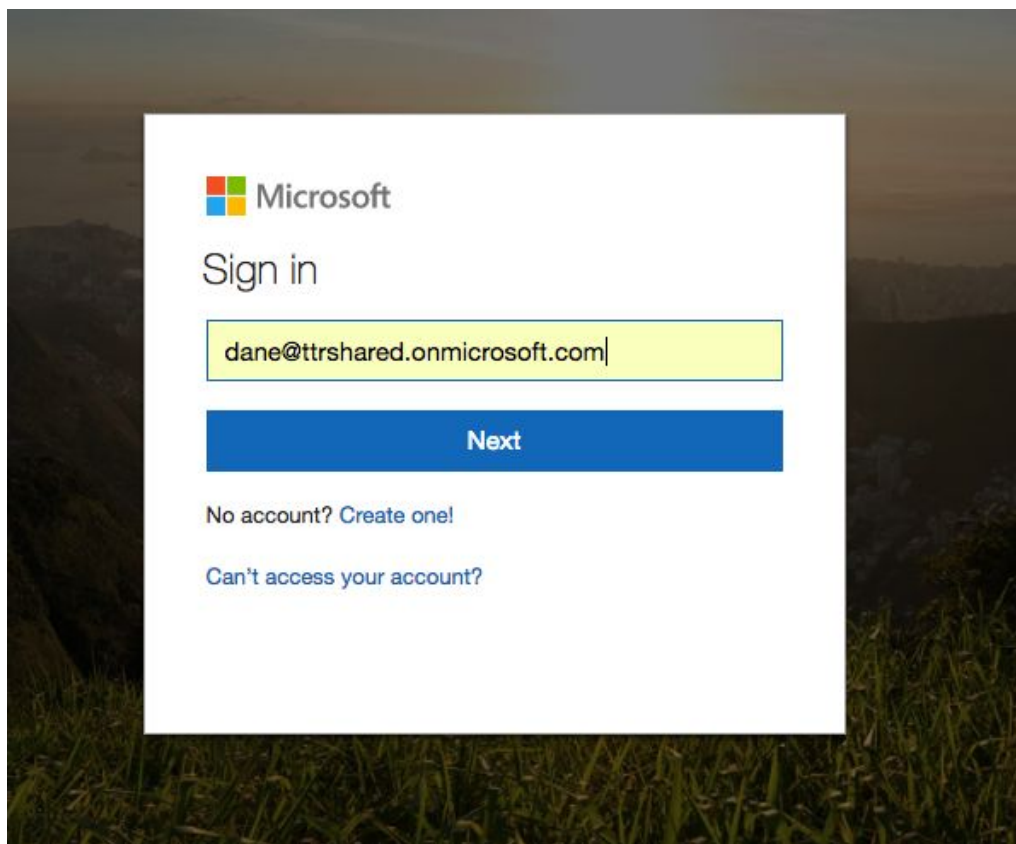 Microsoft
Sign in
dane@ttrshared.onmicrosoft.com
Next
No account? Create one!
Can't access your account?